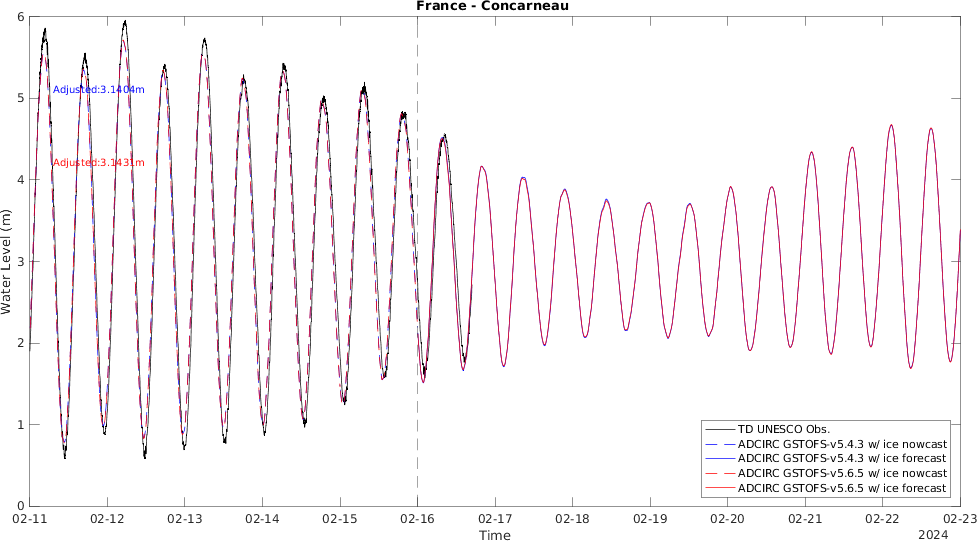 France - Concarneau
Water Level (m)
6
5
4
3
2
1
0
Adjusted:3.1404m
Adjusted:3.1431m
TD UNESCO Obs.
ADCIRC GSTOFS-v5.4.3 w/ ice nowcast
ADCIRC GSTOFS-v5.4.3 w/ ice forecast
ADCIRC GSTOFS-v5.6.5 w/ ice nowcast
ADCIRC GSTOFS-v5.6.5 w/ ice forecast
02-11 02-12 02-13 02-14 02-15 02-16 02-17 02-18 02-19 02-20 02-21 02-22 02-23
Time
2024